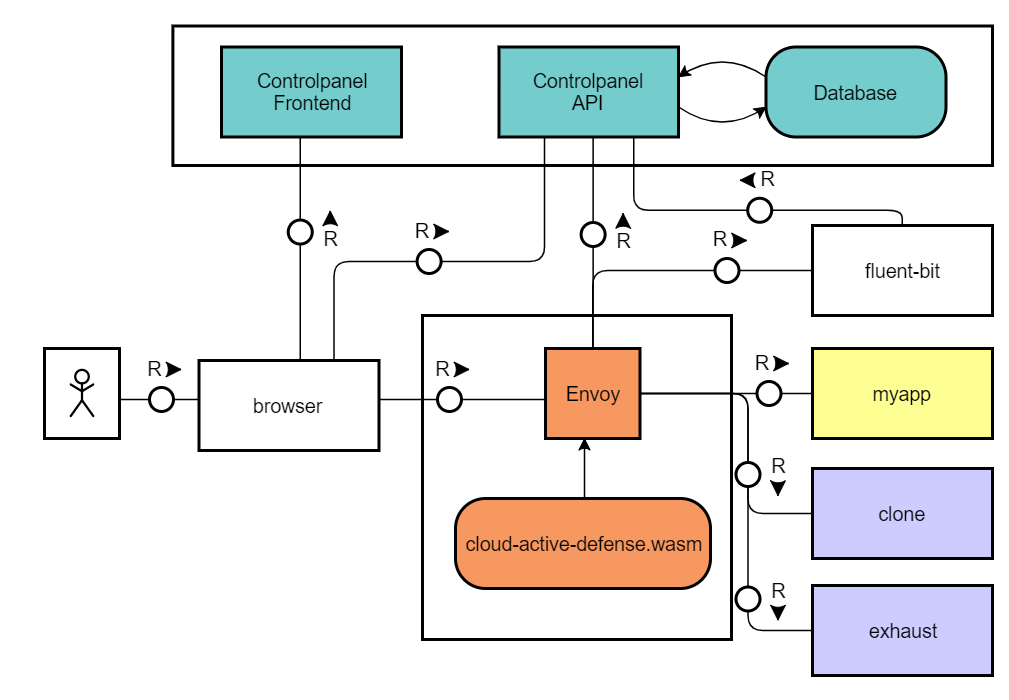 Controlpanel
Frontend
Controlpanel
API
Database
R
R
R
R
R
fluent-bit
R
R
R
browser
Envoy
myapp
R
clone
cloud-active-defense.wasm
R
exhaust